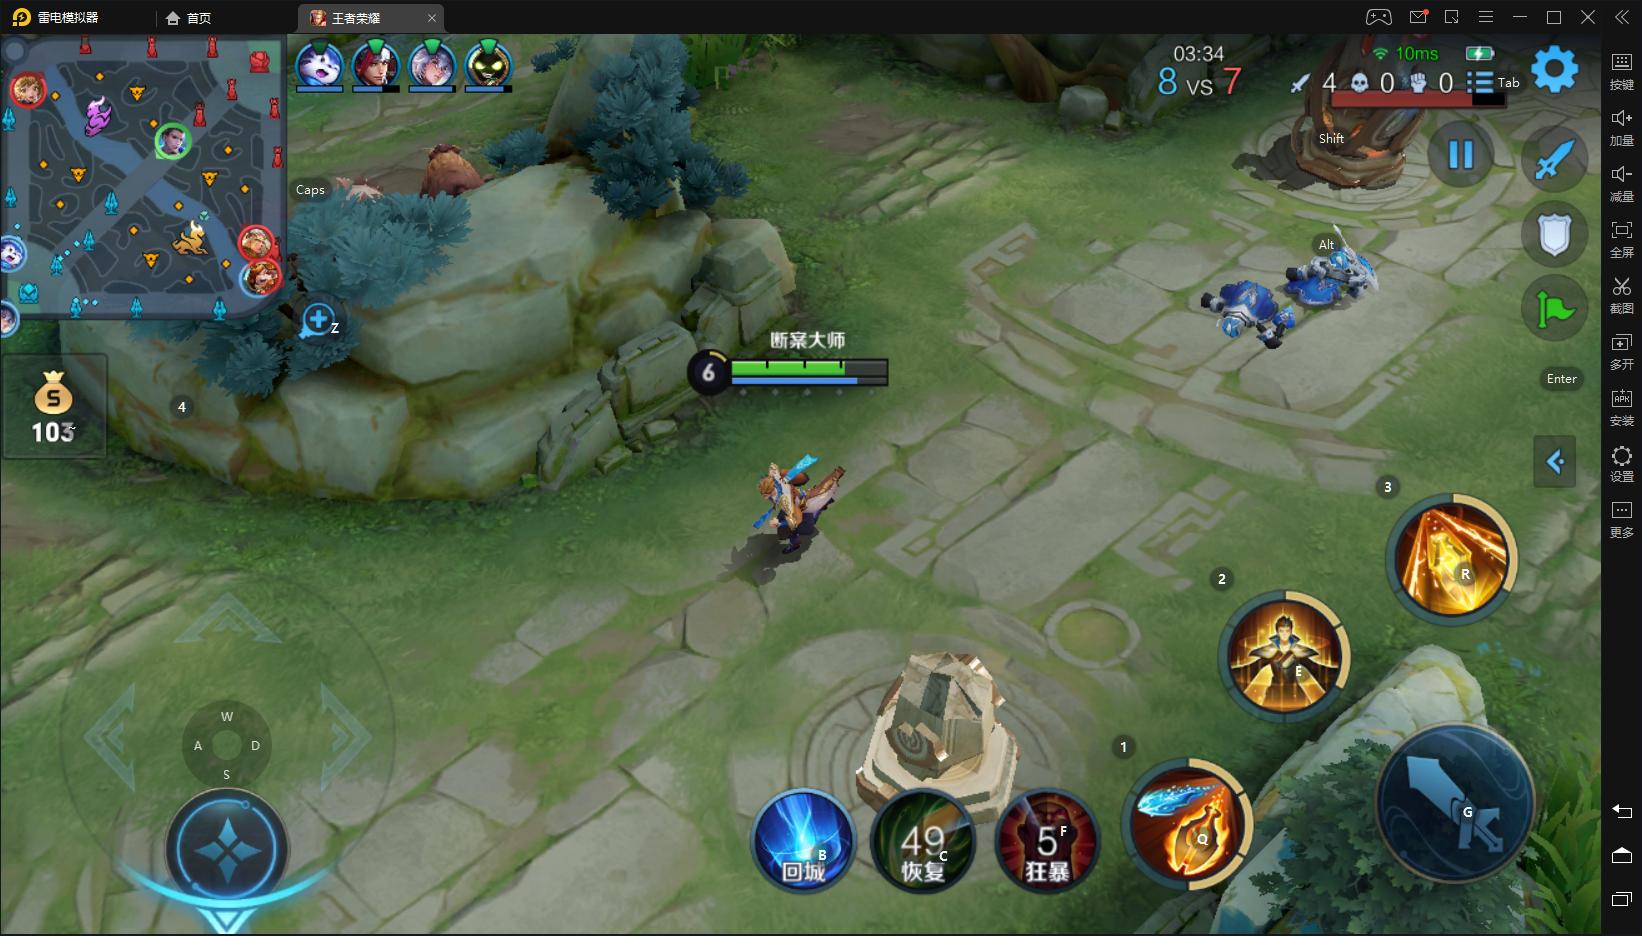 雷电模拟器
首页
王者荣耀
03:34
8 VS 7
10ms
4 0 0 Tab
Shift
Caps
Alt
Z
断案大师
6
4
S
103
Enter
3
R
2
E
1
Q
G
W
A D
S
B
回城
49
C
恢复
5
F
狂暴
按键
加量
减量
全屏
截图
多开
APK
安装
设置
更多